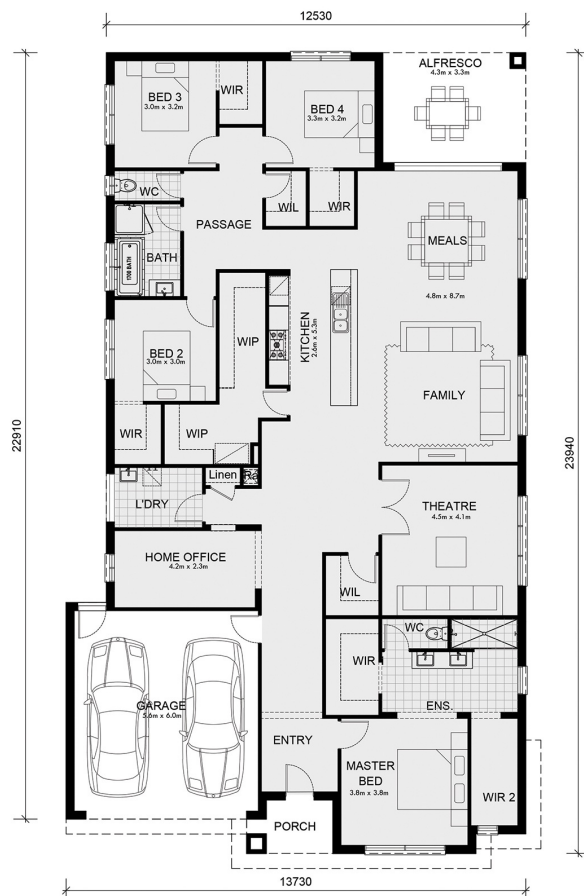 12530
ALFRESCO
4.3m x 3.3m
BED 3
3.0m x 3.2m
WIR
BED 4
3.3m x 3.2m
WC
WIL
WIR
PASSAGE
MEALS
BATH
1700 BATH
4.8m x 8.7m
KITCHEN
2.6m x 5.3m
WIP
BED 2
3.0m x 3.0m
FAMILY
WIR
WIP
22910
23940
Linen
L'DRY
THEATRE
4.5m x 4.1m
HOME OFFICE
4.2m x 2.3m
WIL
WC
WIR
GARAGE
5.6m x 6.0m
ENS.
ENTRY
MASTER
BED
3.8m x 3.8m
WIR 2
PORCH
13730